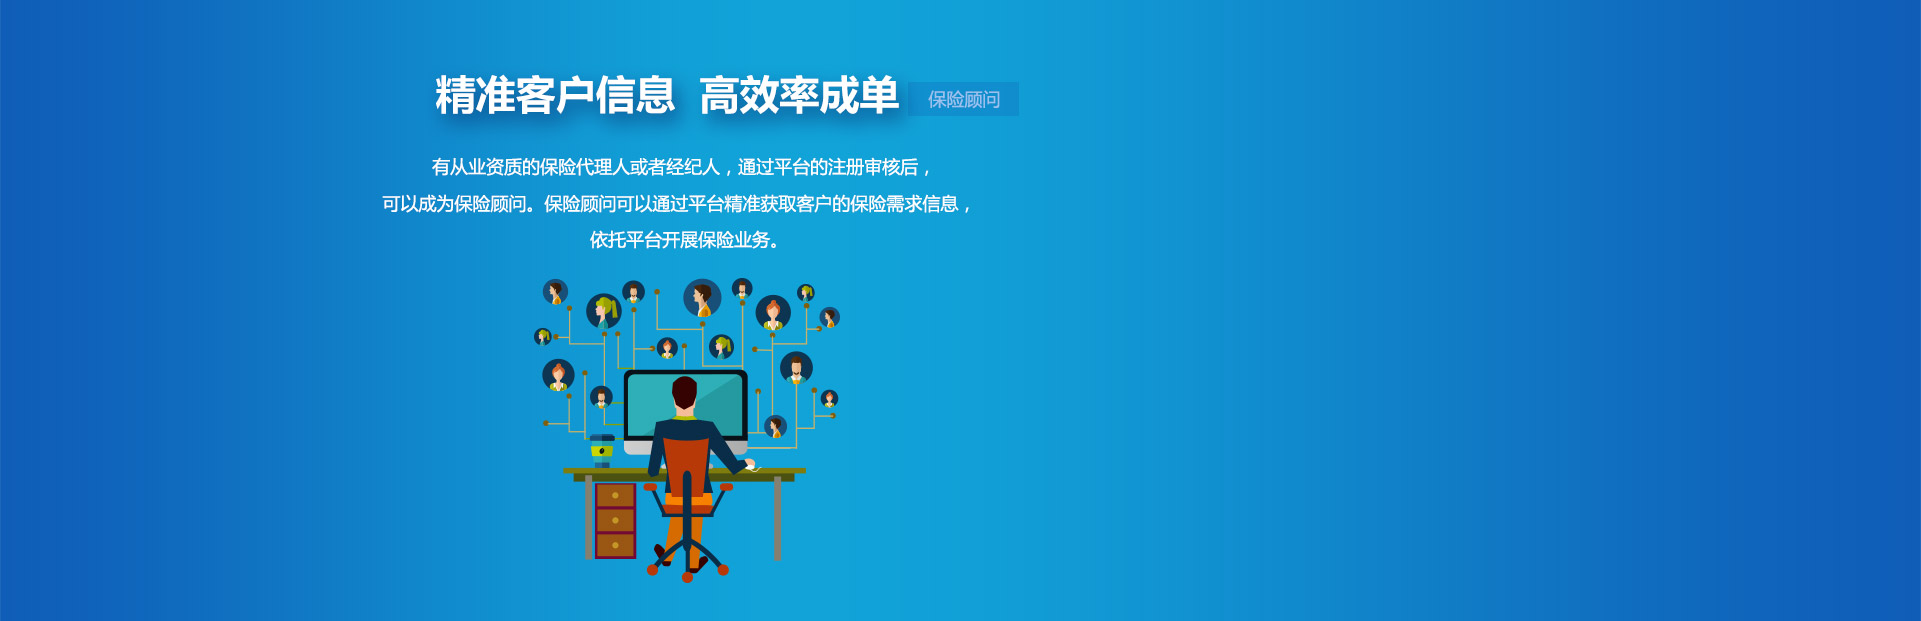 精准客户信息 高效率成单 保险顾问
有从业资质的保险代理人或者经纪人，通过平台的注册审核后，
可以成为保险顾问。保险顾问可以通过平台精准获取客户的保险需求信息，
依托平台开展保险业务。